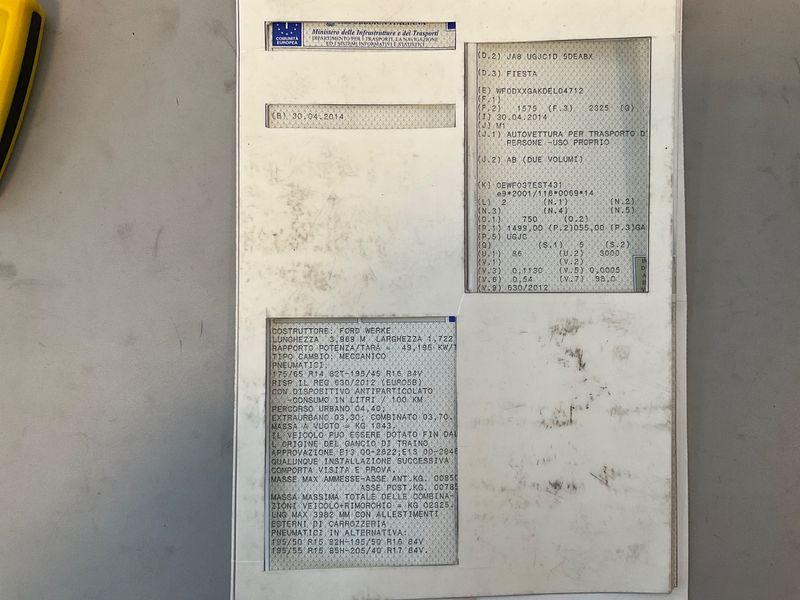 COMUNITÀ
EUROPEA
Ministero delle Infrastrutture e dei Trasporti
DIPARTIMENTO PER I TRASPORTI, LA NAVIGAZIONE
ED I SISTEMI INFORMATIVI E STATISTICI
(B) 30.04.2014
(D.2) JA8 UGJC1D 5DEABX
(D.3) FIESTA
(E) WF0DXXGAKDEL04712
(F.1)
(F.2) 1575 (F.3) 2325 (G)
(I) 30.04.2014
(J) M1
(J.1) AUTOVETTURA PER TRASPORTO D
PERSONE -USO PROPRIO
(J.2) AB (DUE VOLUMI)
(K) OEWF037EST431
e9*2001/116*0069*14
(L) 2 (N.1) (N.2)
(N.3) (N.4) (N.5)
(O.1) 750 (O.2)
(P.1) 1499,00 (P.2)055,00 (P.3)GA
(P.5) UGJC
(Q) (S.1) 5 (S.2)
(U.1) 86 (U.2) 3000
(V.1) (V.2)
(V.3) 0,1130 (V.5) 0,0005
(V.6) 0,54 (V.7) 98,0
(V.9) 630/2012
COSTRUTTORE: FORD WERKE
LUNGHEZZA 3,969 M LARGHEZZA 1,722
RAPPORTO POTENZA/TARA = 49,195 KW/T
TIPO CAMBIO: MECCANICO
PNEUMATICI:
175/65 R14 82T-195/45 R16 84V
RISP.IL REG 630/2012 (EURO5B)
CON DISPOSITIVO ANTIPARTICOLATO
-CONSUMO IN LITRI / 100 KM
PERCORSO URBANO 04,40;
EXTRAURBANO 03,30; COMBINATO 03,70.
MASSA A VUOTO = KG 1043.
IL VEICOLO PUO ESSERE DOTATO FIN DAL
L ORIGINE DEL GANCIO DI TRAINO
APPROVAZIONE E13 00-2622;E13 00-2846
QUALUNQUE INSTALLAZIONE SUCCESSIVA
COMPORTA VISITA E PROVA.
MASSE MAX AMMESSE-ASSE ANT.KG. 00850
ASSE POST.KG. 00785
MASSA MASSIMA TOTALE DELLE COMBINA-
ZIONI VEICOLO+RIMORCHIO = KG 02325.
LNG MAX 3982 MM CON ALLESTIMENTI
ESTERNI DI CARROZZERIA
PNEUMATICI IN ALTERNATIVA:
195/50 R15 82H-195/50 R16 84V
195/55 R15 85H-205/40 R17 84V.